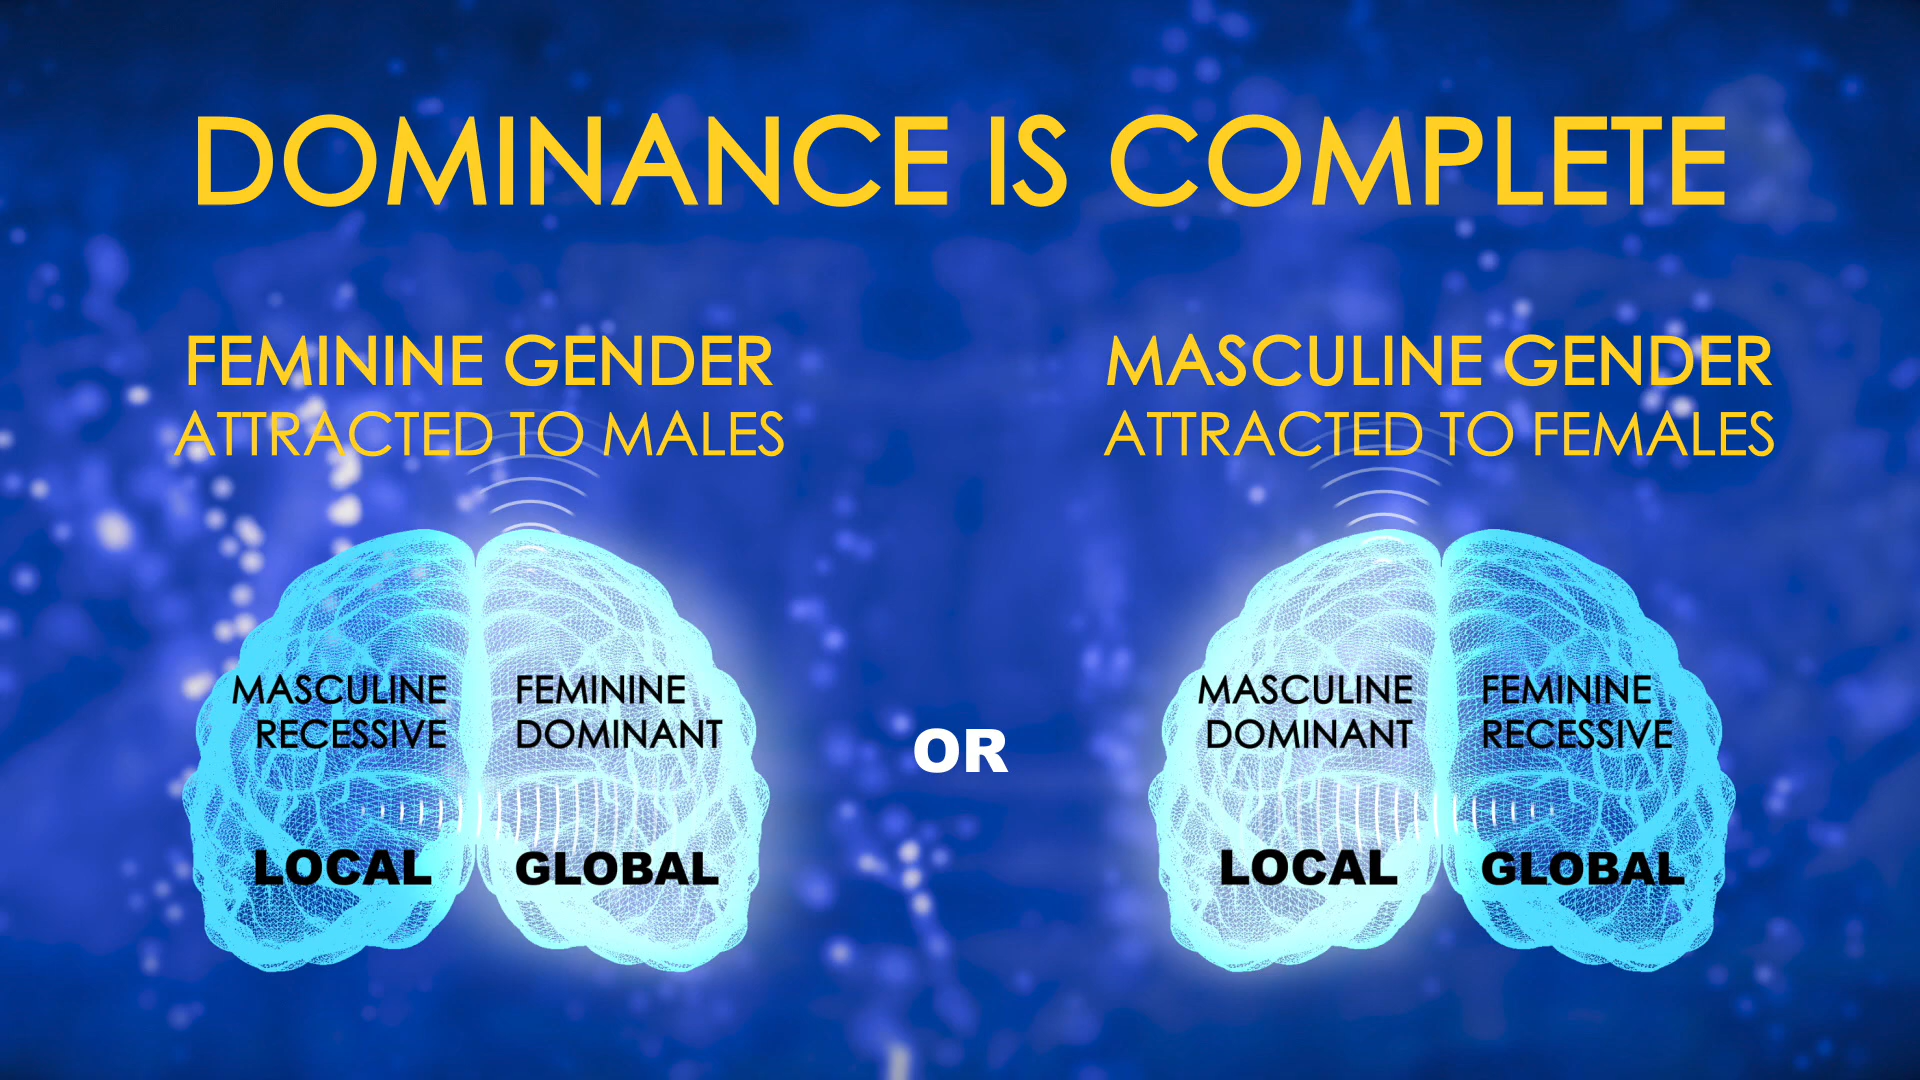 DOMINANCE IS COMPLETE
FEMININE GENDER
ATTRACTED TO MALES
MASCULINE
RECESSIVE
FEMININE
DOMINANT
LOCAL
GLOBAL
OR
MASCULINE GENDER
ATTRACTED TO FEMALES
MASCULINE
DOMINANT
FEMININE
RECESSIVE
LOCAL
GLOBAL